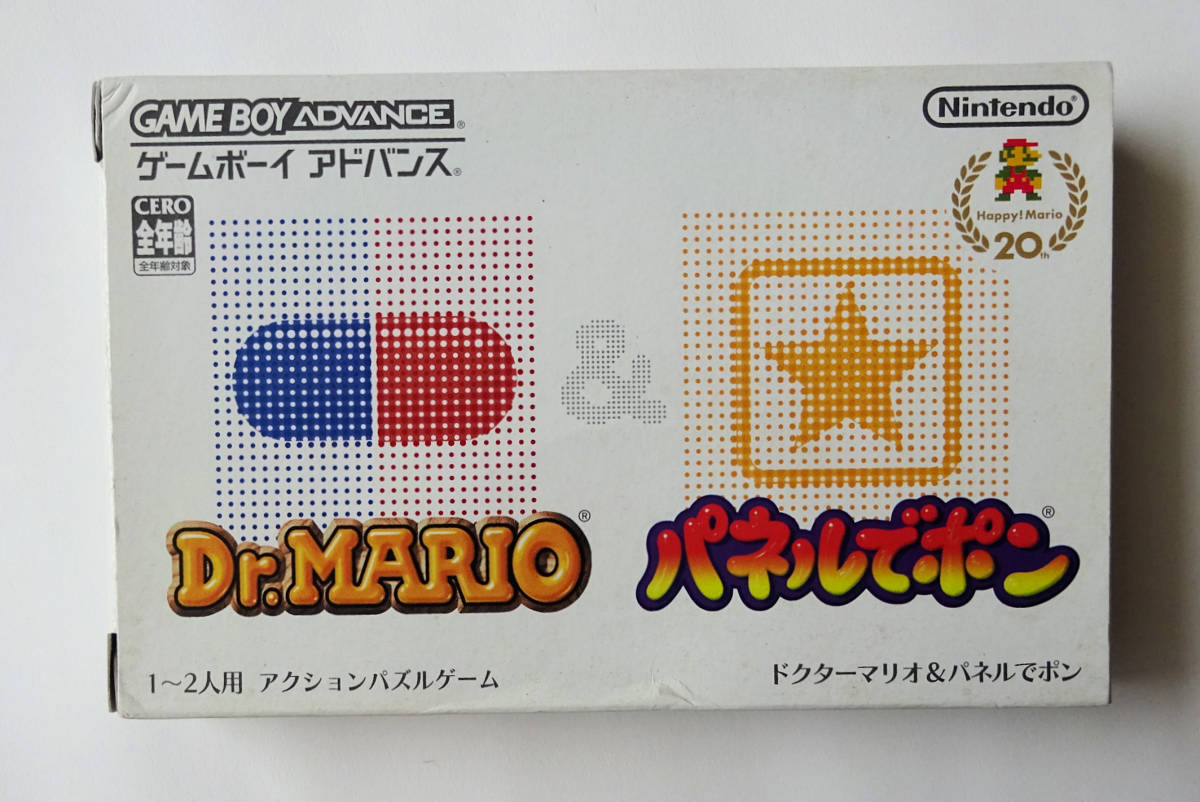 GAME BOY ADVANCE®
ゲームボーイ アドバンス®
Nintendo®
Happy! Mario
20th
CERO
全年齢
全年齢対象
&
Dr.MARIO®
パネルでポン®
1〜2人用 アクションパズルゲーム
ドクターマリオ&パネルでポン